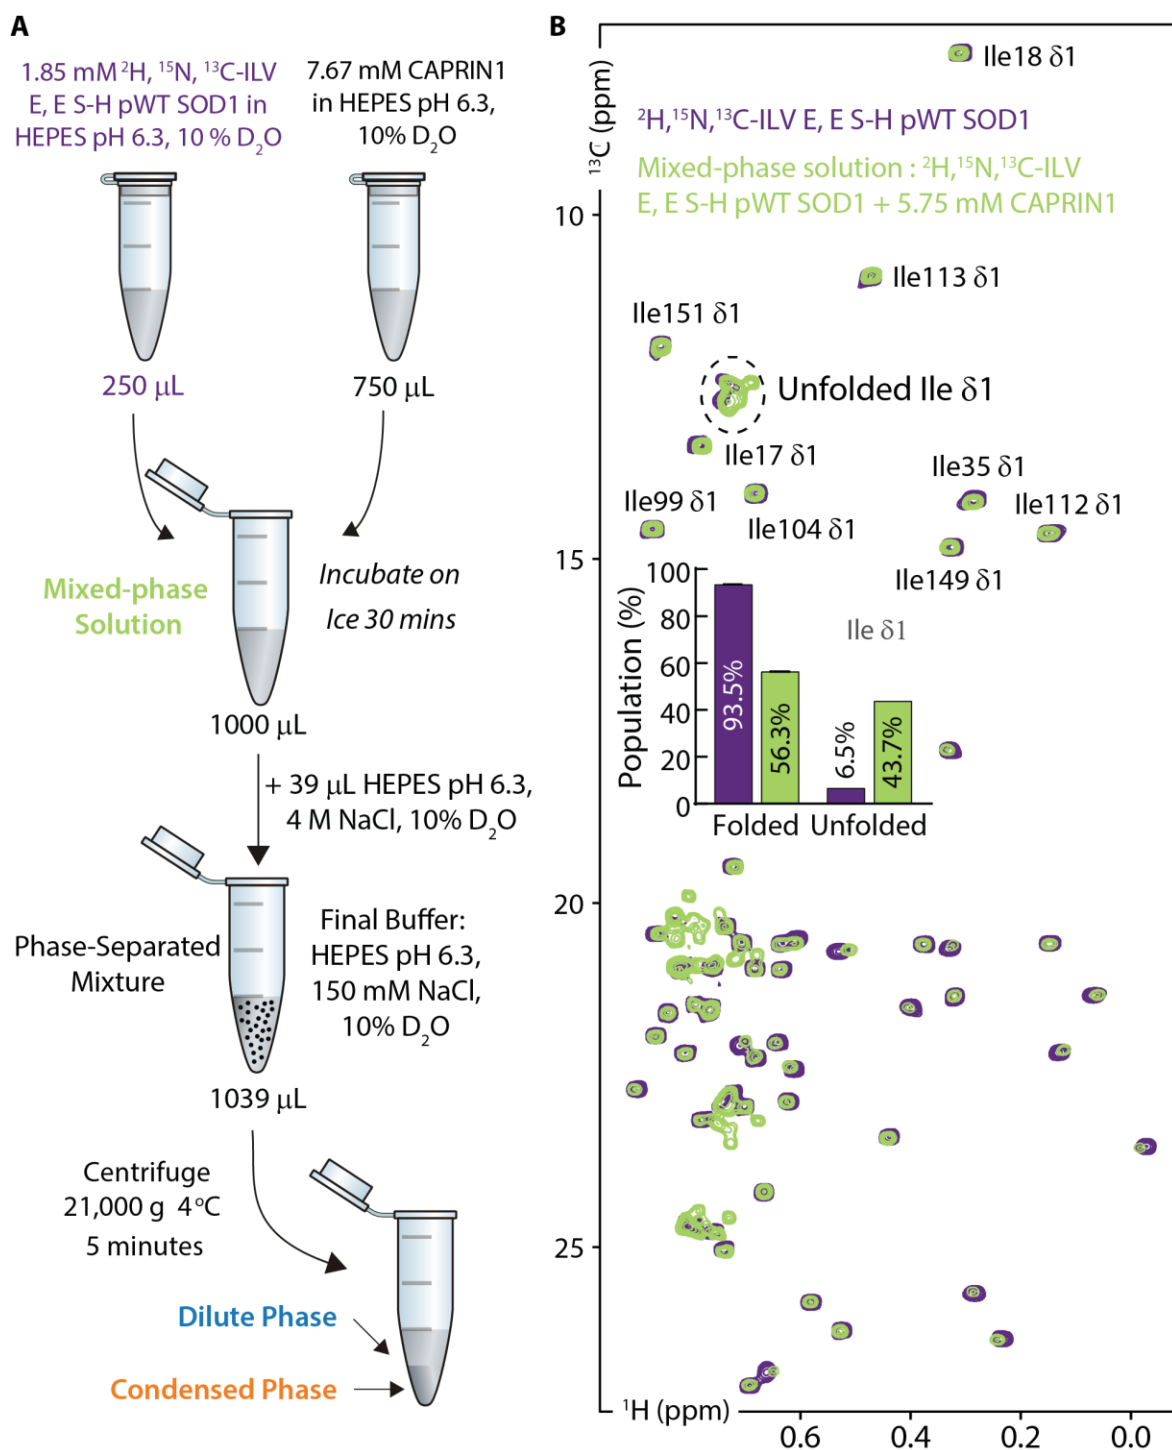 A
1.85 mM ²H, ¹⁵N, ¹³C-ILV
E, E S-H pWT SOD1 in
HEPES pH 6.3, 10 % D₂O
7.67 mM CAPRIN1
in HEPES pH 6.3,
10% D₂O
250 μL
750 μL
Mixed-phase
Solution
Incubate on
Ice 30 mins
1000 μL
+ 39 μL HEPES pH 6.3,
4 M NaCl, 10% D₂O
Phase-Separated
Mixture
Final Buffer:
HEPES pH 6.3,
150 mM NaCl,
10% D₂O
1039 μL
Centrifuge
21,000 g 4°C
5 minutes
Dilute Phase
Condensed Phase
B
¹³C (ppm)
Ile18 δ1
²H,¹⁵N,¹³C-ILV E, E S-H pWT SOD1
Mixed-phase solution : ²H,¹⁵N,¹³C-ILV
E, E S-H pWT SOD1 + 5.75 mM CAPRIN1
10
Ile113 δ1
Ile151 δ1
Unfolded Ile δ1
Ile17 δ1
Ile35 δ1
Ile99 δ1
Ile104 δ1
Ile112 δ1
15
Ile149 δ1
Population (%)
100
80
60
40
20
0
Ile δ1
93.5%
56.3%
6.5%
43.7%
Folded
Unfolded
20
25
¹H (ppm)
0.6
0.4
0.2
0.0